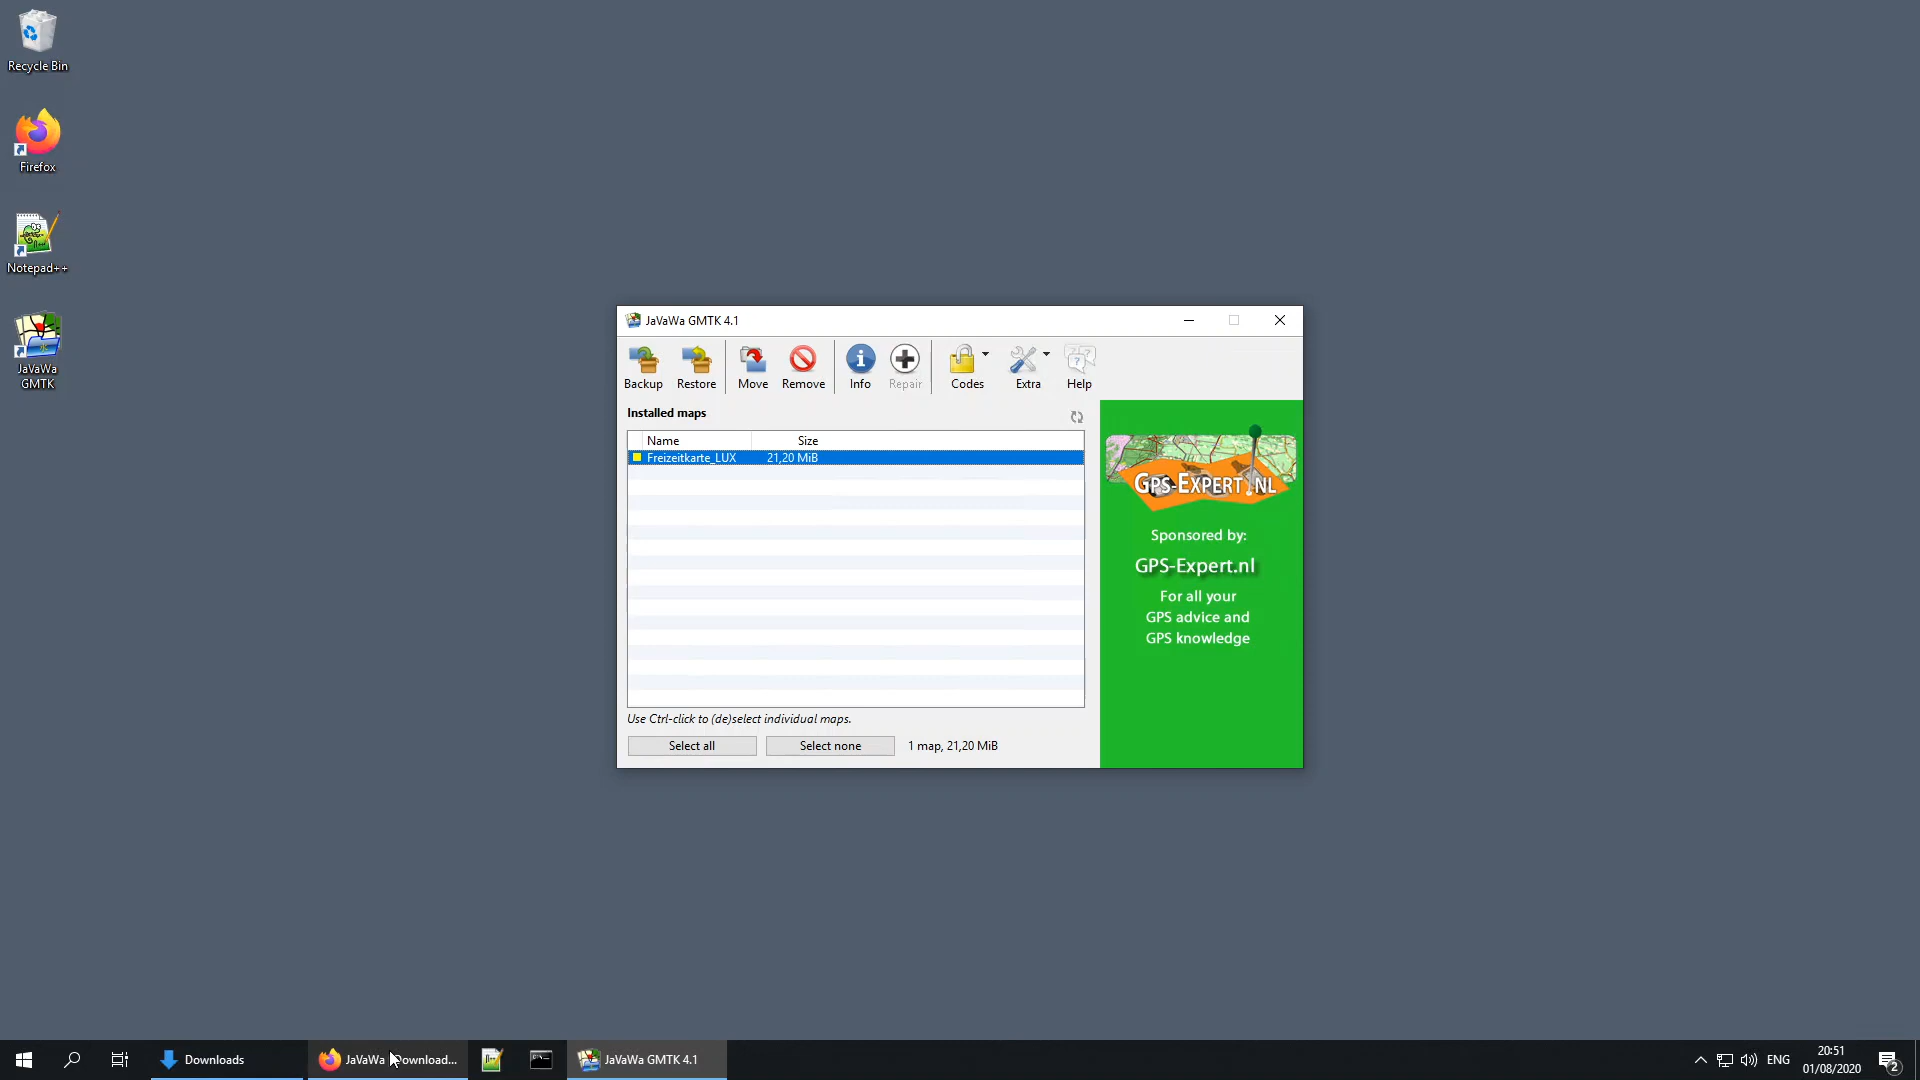 Recycle Bin
Firefox
Notepad++
JaVaWa
GMTK
JaVaWa GMTK 4.1
Backup
Restore
Move
Remove
Info
Repair
Codes
Extra
Help
Installed maps
Name
Size
Freizeitkarte_LUX
21,20 MiB
Use Ctrl-click to (de)select individual maps.
Select all
Select none
1 map, 21,20 MiB
GPS-EXPERT.NL
Sponsored by:
GPS-Expert.nl
For all your
GPS advice and
GPS knowledge
Downloads
JaVaWa
Download...
JaVaWa GMTK 4.1
ENG
20:51
01/08/2020
2